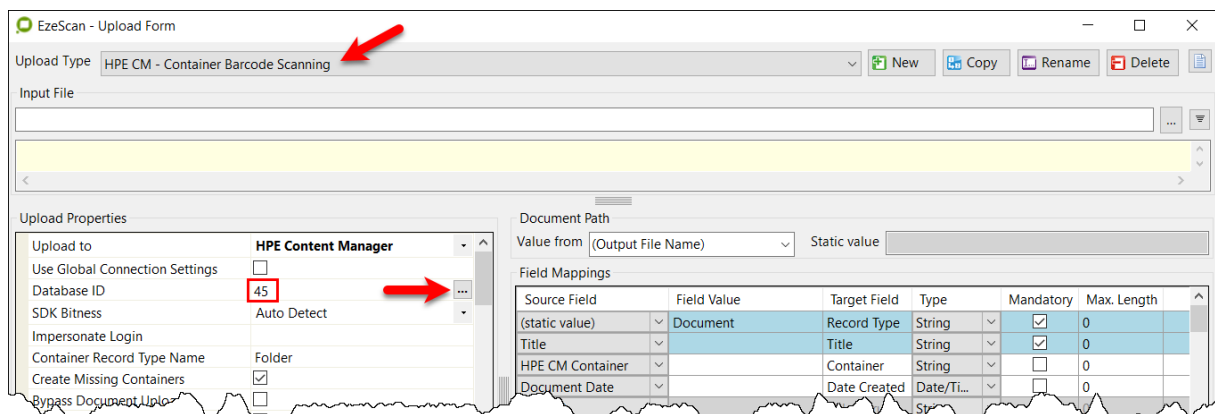 EzeScan - Upload Form
Upload Type HPE CM - Container Barcode Scanning New Copy Rename Delete
Input File
...
Upload Properties
Upload to HPE Content Manager
Use Global Connection Settings
Database ID 45 ...
SDK Bitness Auto Detect
Impersonate Login
Container Record Type Name Folder
Create Missing Containers
Bypass Document
Document Path
Value from (Output File Name) Static value
Field Mappings
Source Field Field Value Target Field Type Mandatory Max. Length
(static value) Document Record Type String 0
Title Title String 0
HPE CM Container Container String 0
Document Date Date Created Date/Ti... 0
String